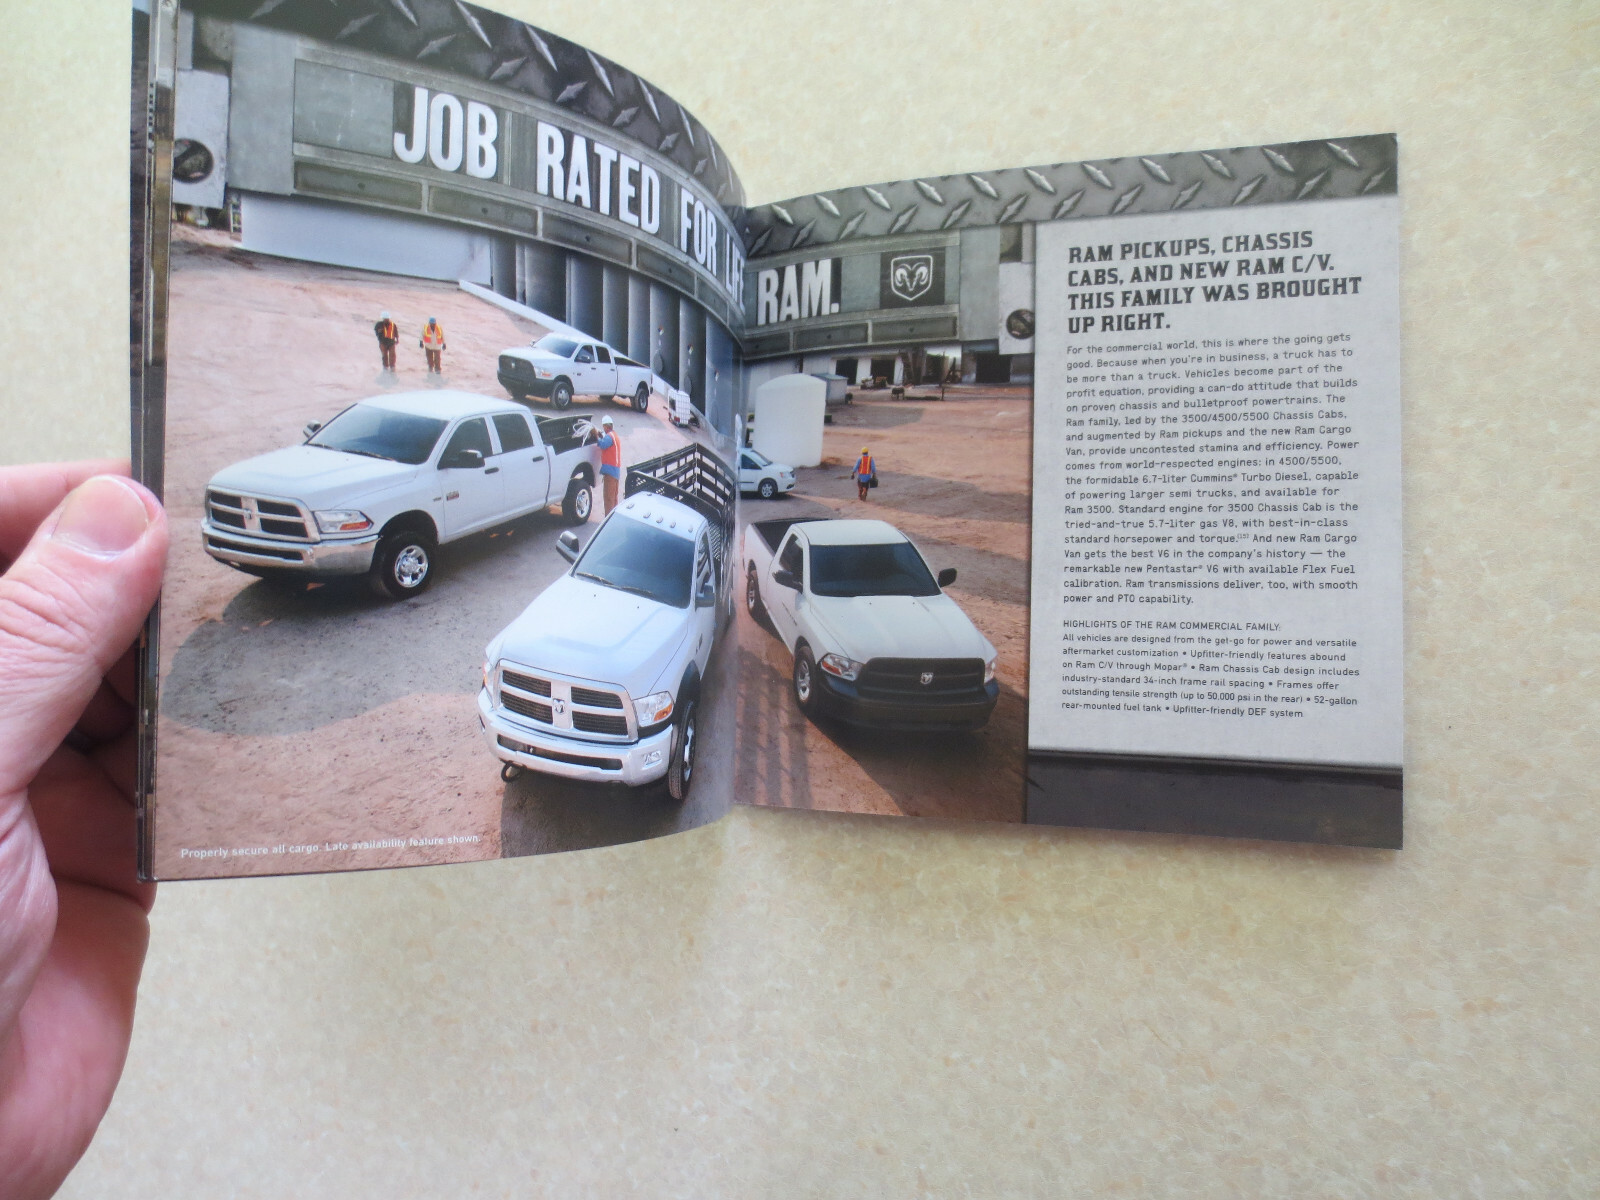 JOB RATED FOR LIFE
RAM.
RAM PICKUPS, CHASSIS
CABS, AND NEW RAM C/V.
THIS FAMILY WAS BROUGHT
UP RIGHT.
For the commercial world, this is where the going gets
good. Because when you're in business, a truck has to
be more than a truck. Vehicles become part of the
profit equation, providing a can-do attitude that builds
on proven chassis and bulletproof powertrains. The
Ram family, led by the 3500/4500/5500 Chassis Cabs,
and augmented by Ram pickups and the new Ram Cargo
Van, provide uncontested stamina and efficiency. Power
comes from world-respected engines: in 4500/5500,
the formidable 6.7-liter Cummins® Turbo Diesel, capable
of powering larger semi trucks, and available for
Ram 3500. Standard engine for 3500 Chassis Cab is the
tried-and-true 5.7-liter gas V8, with best-in-class
standard horsepower and torque.[15] And new Ram Cargo
Van gets the best V6 in the company's history — the
remarkable new Pentastar® V6 with available Flex Fuel
calibration. Ram transmissions deliver, too, with smooth
power and PTO capability.
HIGHLIGHTS OF THE RAM COMMERCIAL FAMILY:
All vehicles are designed from the get-go for power and versatile
aftermarket customization • Upfitter-friendly features abound
on Ram C/V through Mopar® • Ram Chassis Cab design includes
industry-standard 34-inch frame rail spacing • Frames offer
outstanding tensile strength (up to 50,000 psi in the rear) • 52-gallon
rear-mounted fuel tank • Upfitter-friendly DEF system
Properly secure all cargo. Late availability feature shown.